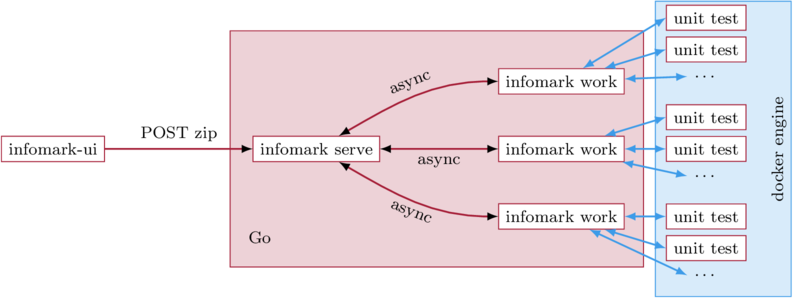 unit test
unit test
...
async
infomark work
POST zip
infomark-ui
infomark serve
async
infomark work
unit test
unit test
...
docker engine
async
infomark work
unit test
unit test
...
Go